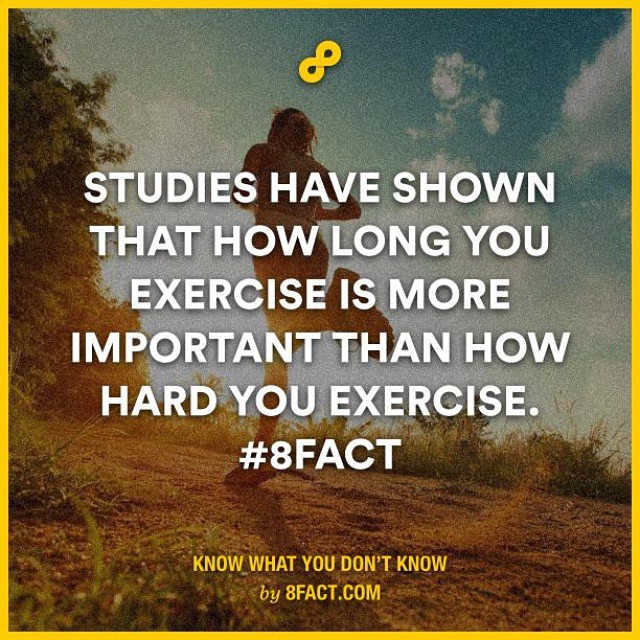 STUDIES HAVE SHOWN
THAT HOW LONG YOU
EXERCISE IS MORE
IMPORTANT THAN HOW
HARD YOU EXERCISE.
#8FACT
KNOW WHAT YOU DON'T KNOW
by 8FACT.COM